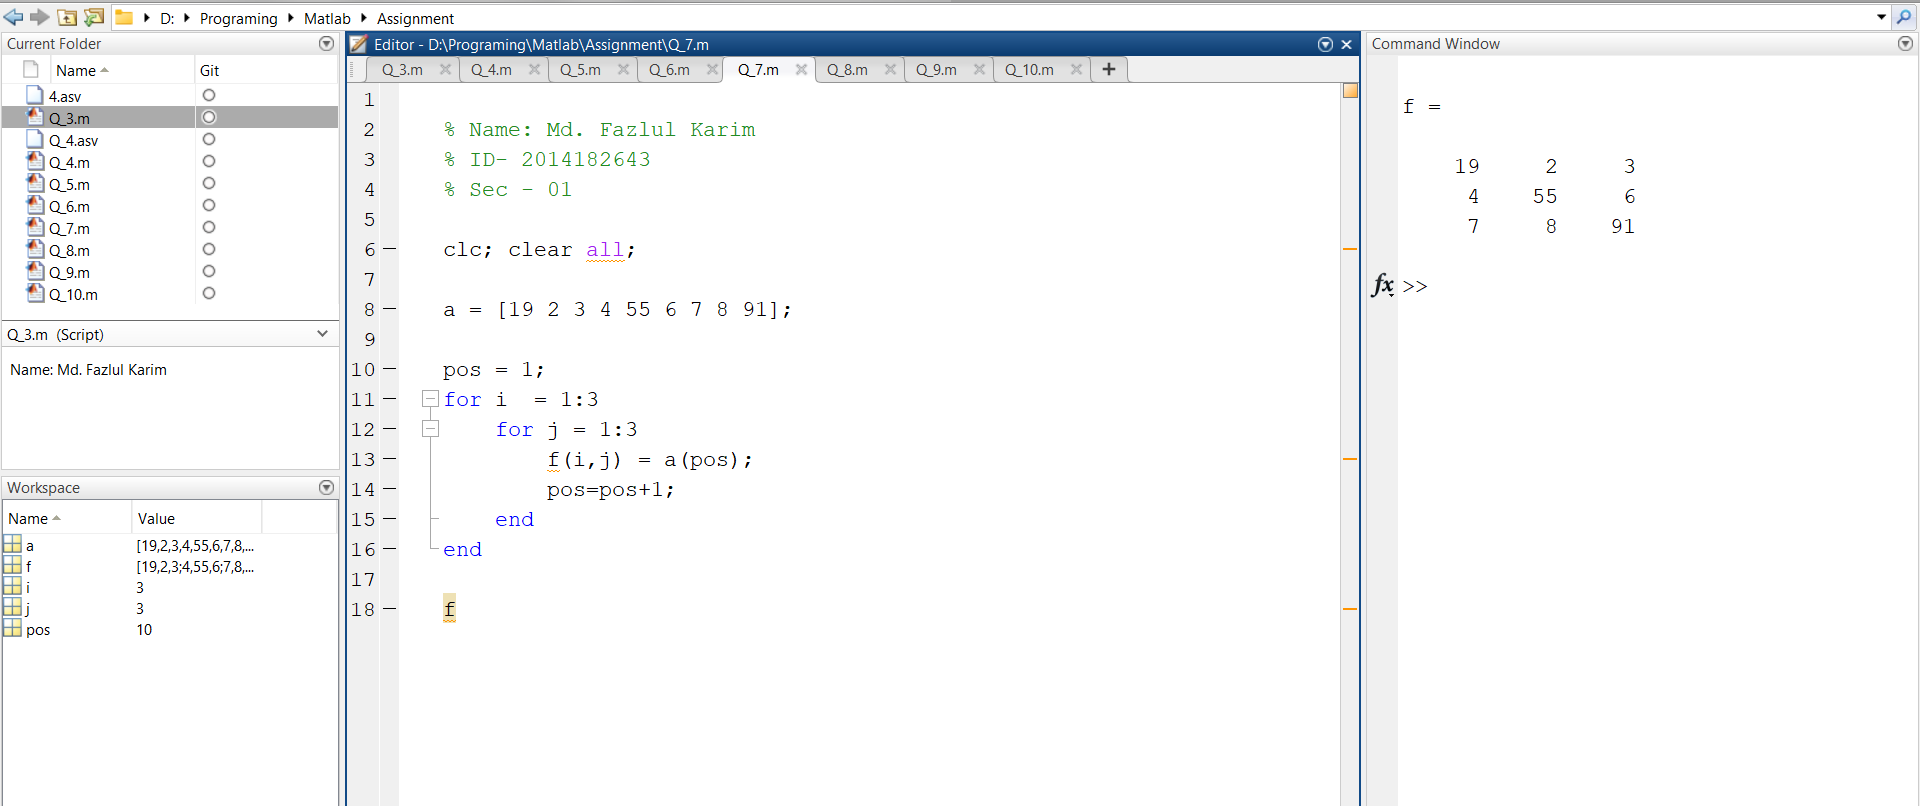 D: Programing Matlab Assignment
Current Folder
Name Git
4.asv
Q_3.m
Q_4.asv
Q_4.m
Q_5.m
Q_6.m
Q_7.m
Q_8.m
Q_9.m
Q_10.m
Q_3.m (Script)
Name: Md. Fazlul Karim
Workspace
Name Value
a [19,2,3,4,55,6,7,8,...
f [19,2,3;4,55,6;7,8,...
i 3
j 3
pos 10
Editor - D:\Programing\Matlab\Assignment\Q_7.m
Q_3.m Q_4.m Q_5.m Q_6.m Q_7.m Q_8.m Q_9.m Q_10.m
1
2 % Name: Md. Fazlul Karim
3 % ID- 2014182643
4 % Sec - 01
5
6 — clc; clear all;
7
8 — a = [19 2 3 4 55 6 7 8 91];
9
10 — pos = 1;
11 — for i  = 1:3
12 — for j = 1:3
13 — f(i,j) = a(pos);
14 — pos=pos+1;
15 — end
16 — end
17
18 — f
Command Window
f =
19 2 3
4 55 6
7 8 91
fx >>